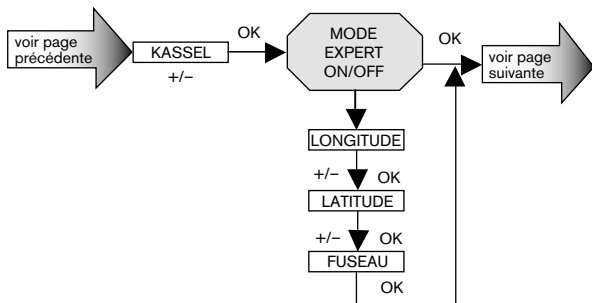 voir page
précédente
KASSEL
+/–
OK
MODE
EXPERT
ON/OFF
OK
voir page
suivante
LONGITUDE
+/– OK
LATITUDE
+/– OK
FUSEAU
OK